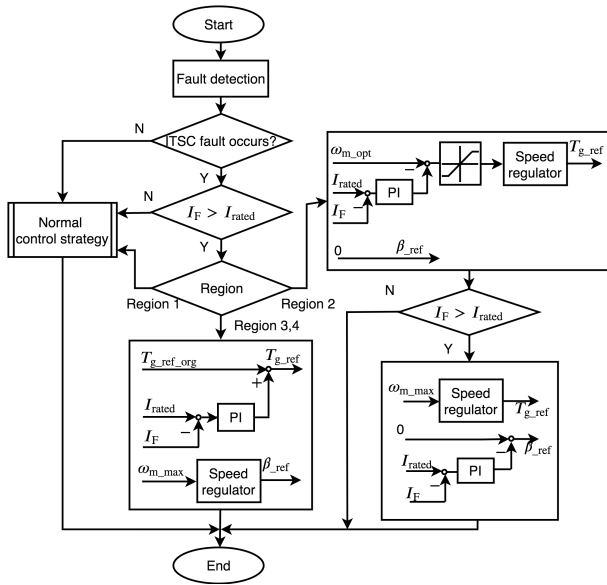 Start
Fault detection
ITSC fault occurs?
N
Y
I_F > I_rated
N
Y
Normal
control strategy
Region
Region 1
Region 2
Region 3,4
T_g_ref_org
T_g_ref
+
I_rated
−
PI
I_F
ω_m_max
Speed
regulator
β_ref
ω_m_opt
−
I_rated
−
PI
I_F
Speed
regulator
T_g_ref
0
β_ref
N
I_F > I_rated
Y
ω_m_max
Speed
regulator
T_g_ref
0
−
β_ref
I_rated
−
PI
I_F
End